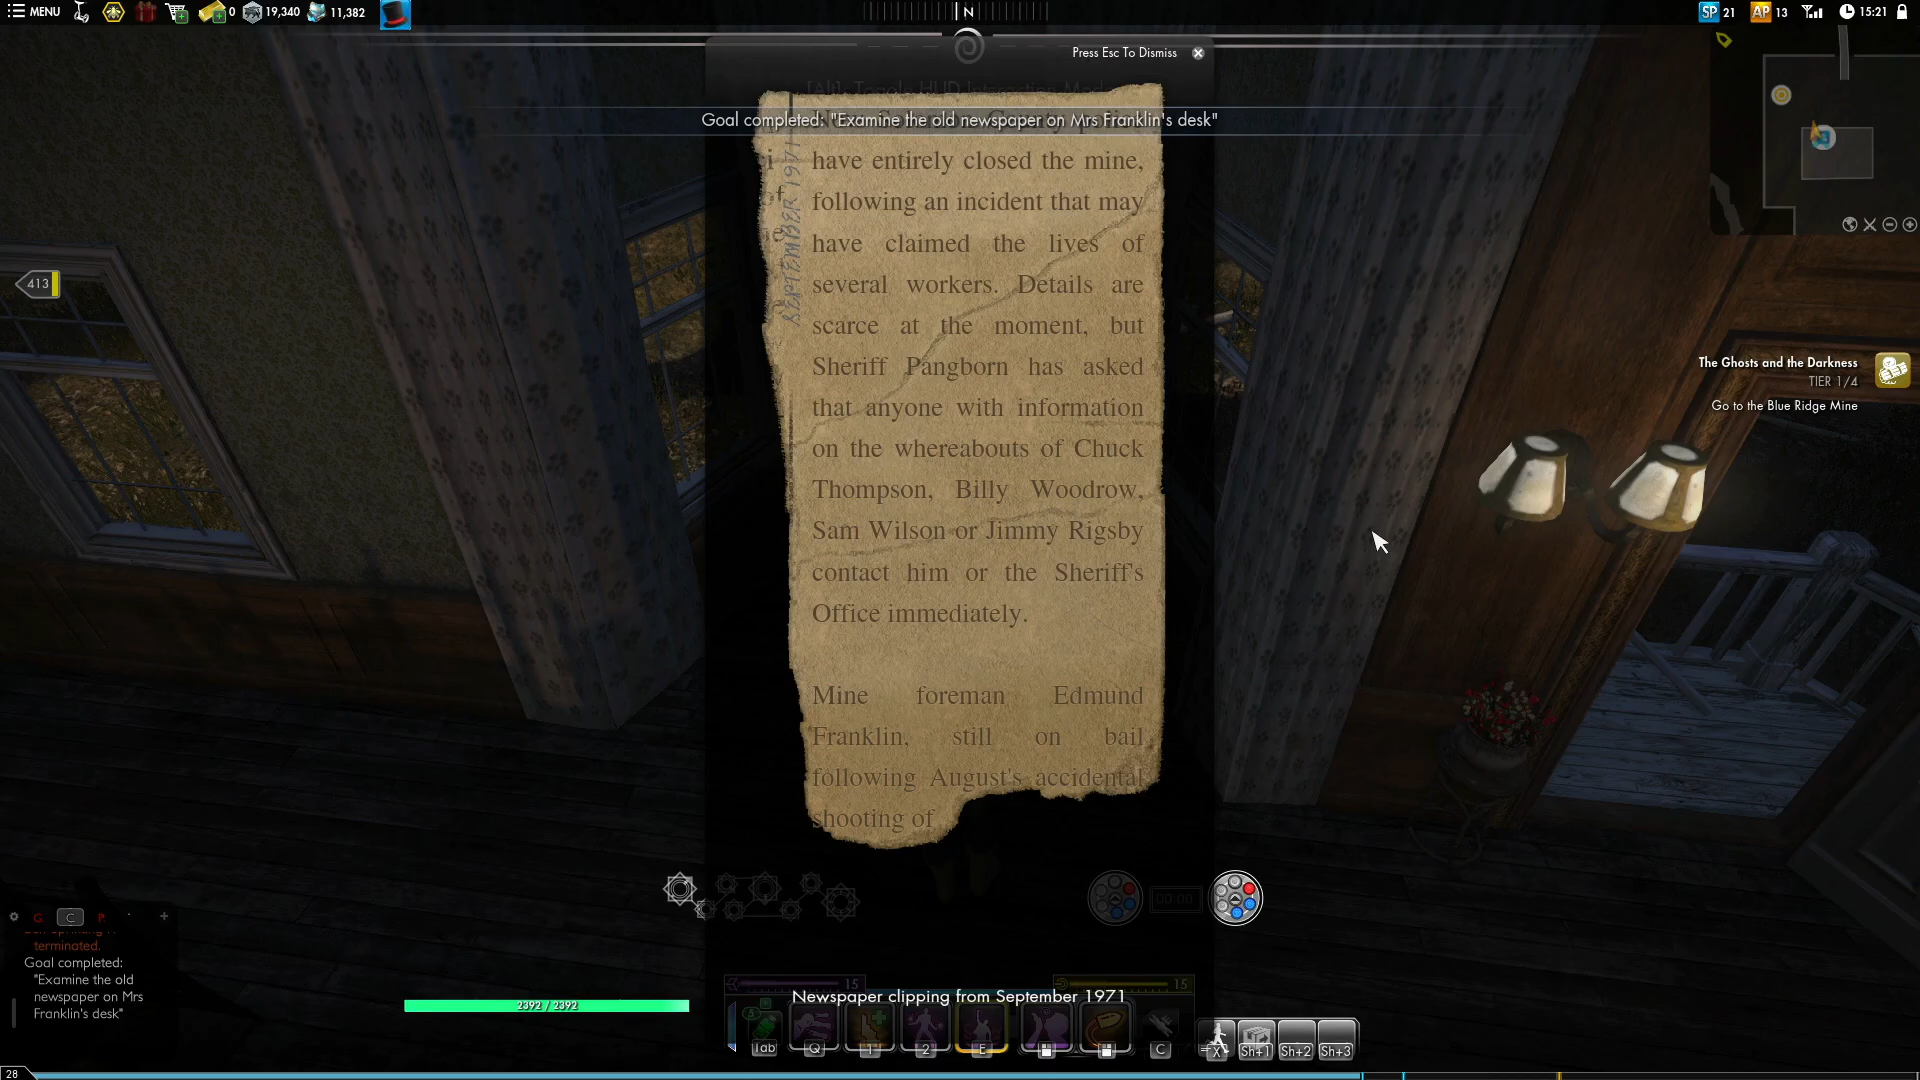 MENU
0
19,340
11,382
N
SP 21
AP 13
15:21
Press Esc To Dismiss
Goal completed: "Examine the old newspaper on Mrs Franklin's desk"
SEPTEMBER 1971
have entirely closed the mine,
following an incident that may
have claimed the lives of
several workers. Details are
scarce at the moment, but
Sheriff Pangborn has asked
that anyone with information
on the whereabouts of Chuck
Thompson, Billy Woodrow,
Sam Wilson or Jimmy Rigsby
contact him or the Sheriff's
Office immediately.
Mine foreman Edmund
Franklin, still on bail
following August's accidental
shooting of
413
The Ghosts and the Darkness
TIER 1/4
Go to the Blue Ridge Mine
G
C
P
terminated.
Goal completed:
"Examine the old
newspaper on Mrs
Franklin's desk"
2392 / 2392
00:00
15
15
Newspaper clipping from September 1971
5
Tab
Q
1
2
E
C
X
Sh+1
Sh+2
Sh+3
28